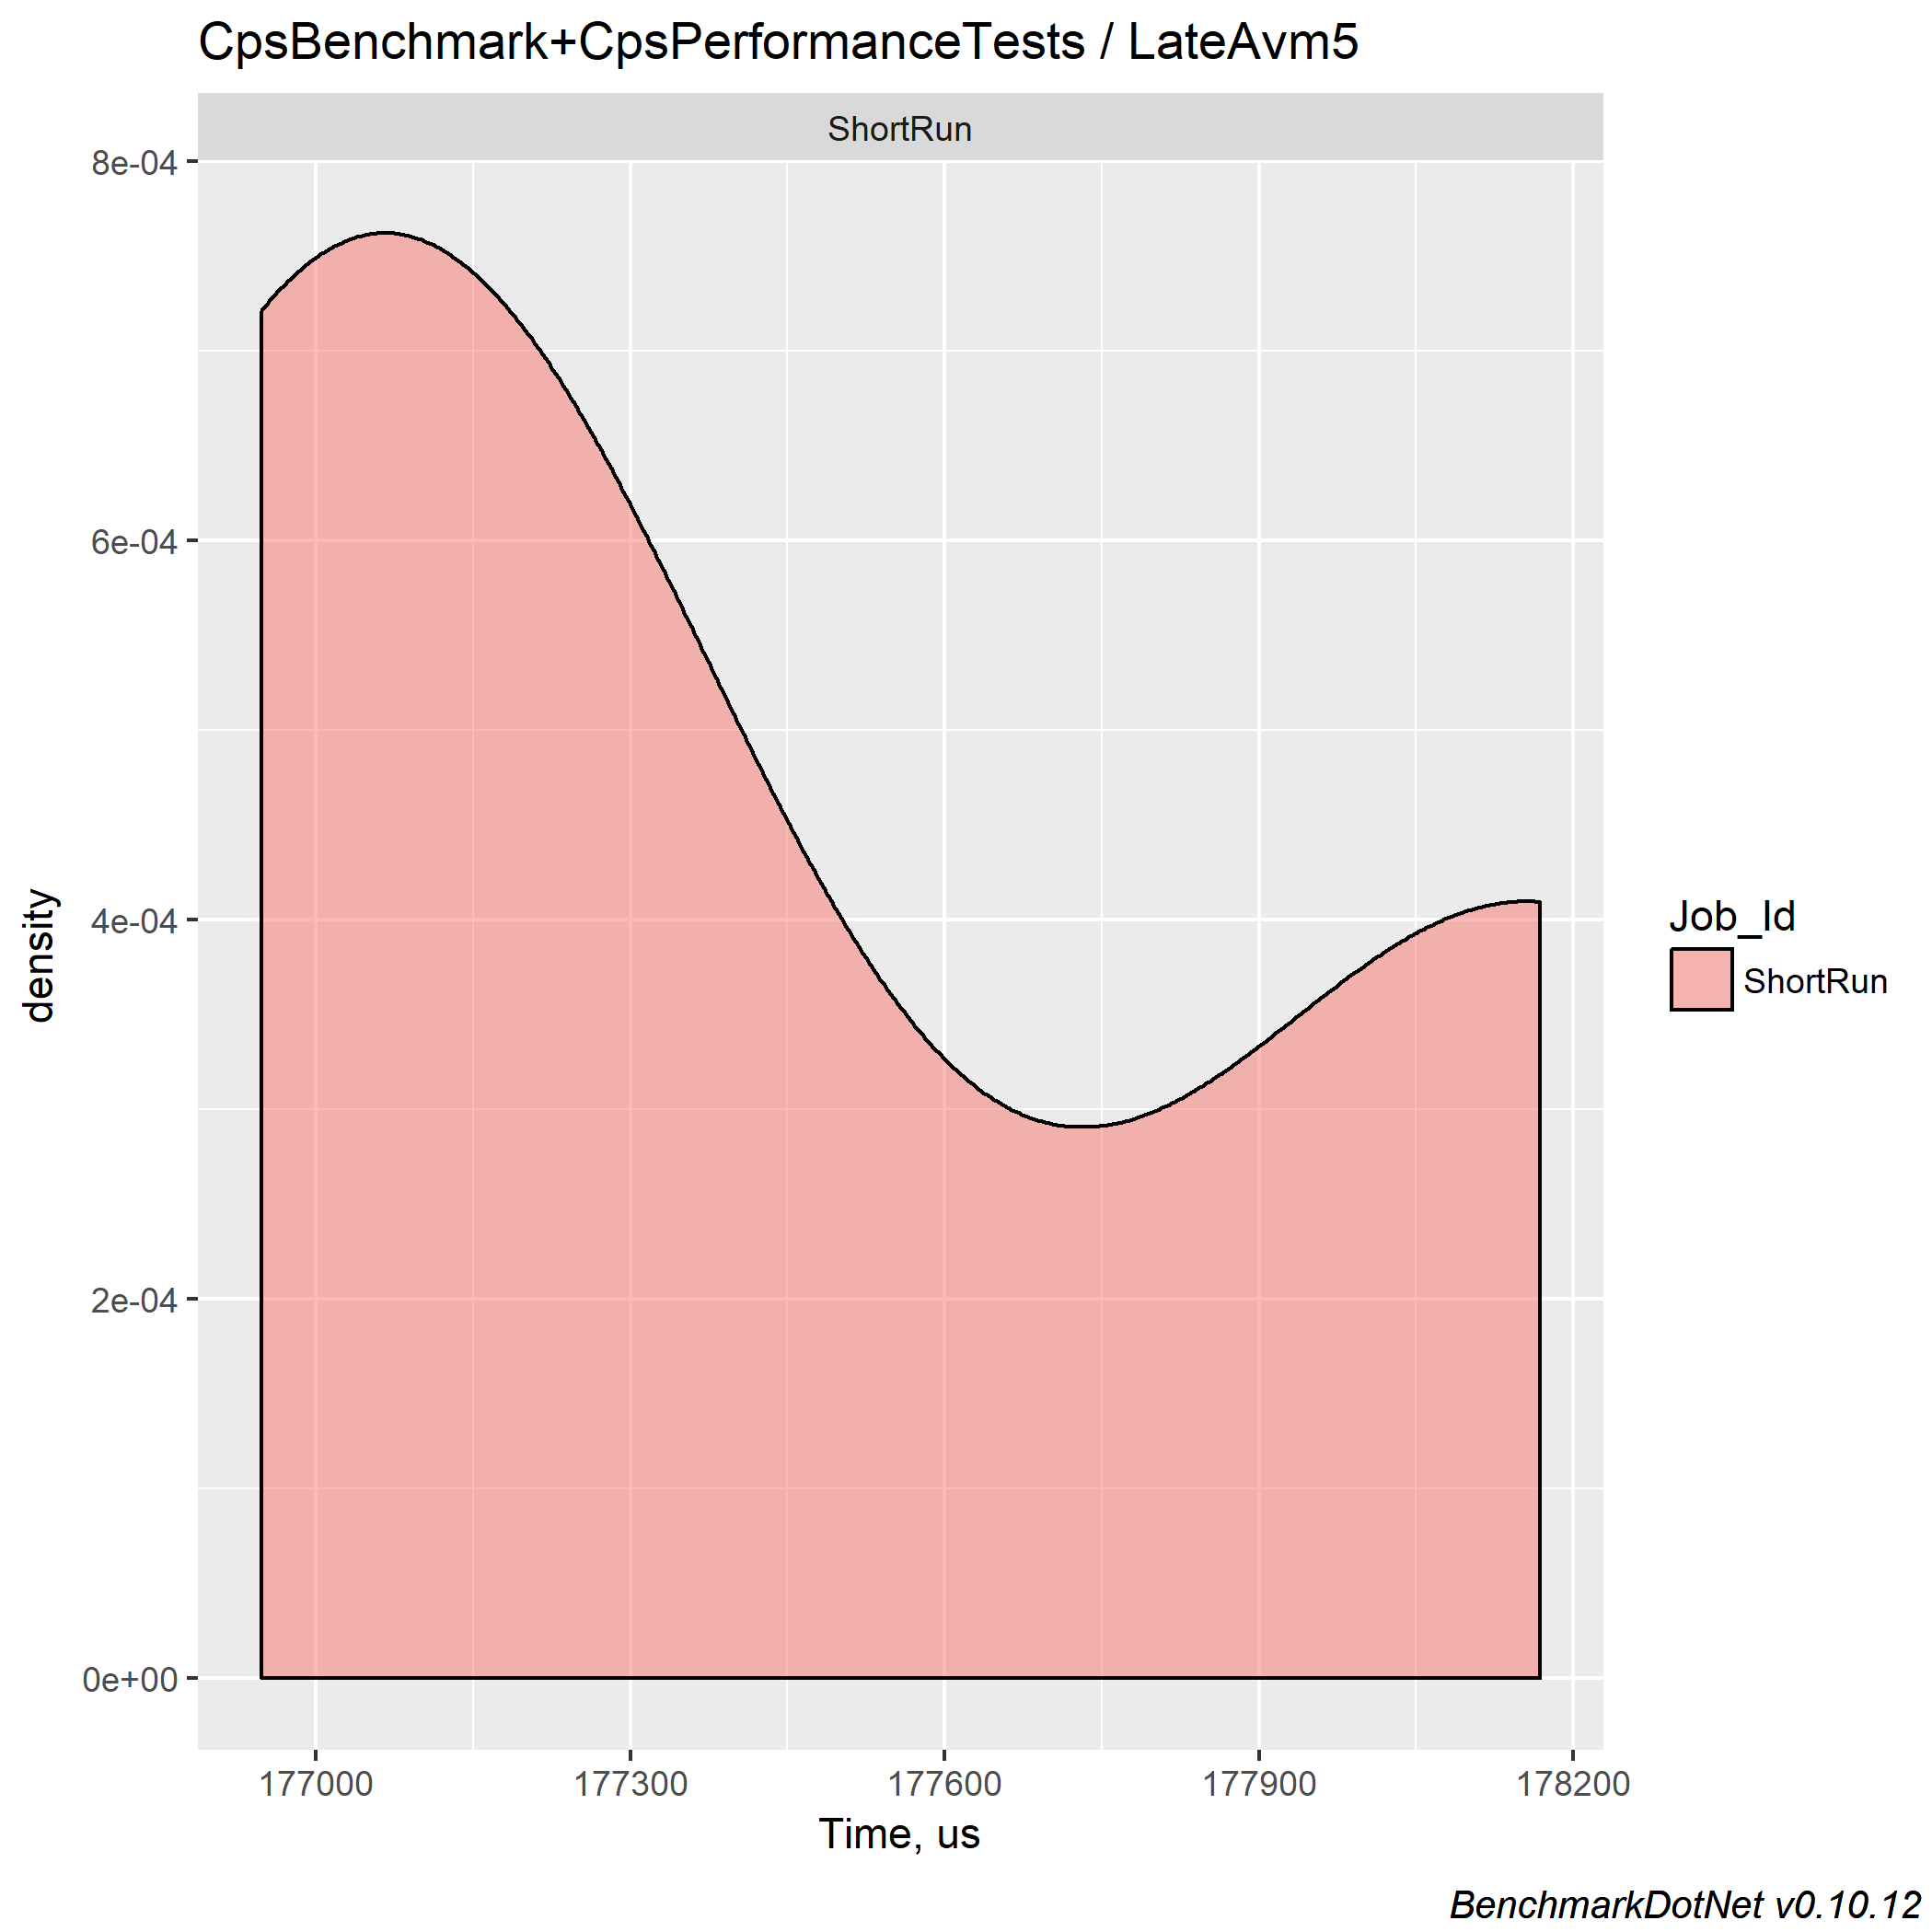 CpsBenchmark+CpsPerformanceTests / LateAvm5
ShortRun
8e-04
6e-04
4e-04
2e-04
0e+00
density
177000 177300 177600 177900 178200
Time, us
Job_Id
ShortRun
BenchmarkDotNet v0.10.12